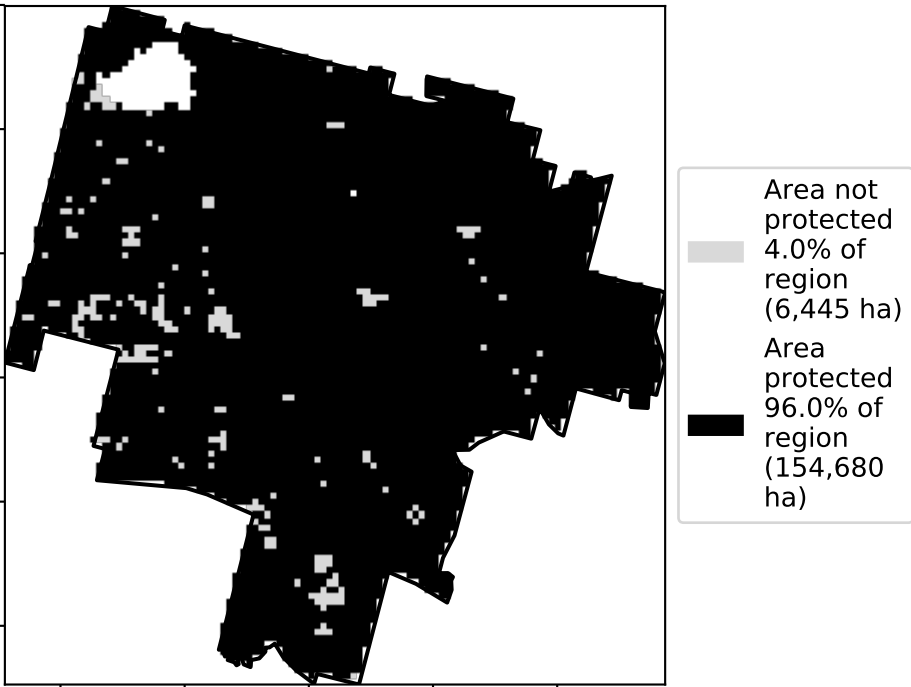 Area not
protected
4.0% of
region
(6,445 ha)
Area
protected
96.0% of
region
(154,680
ha)